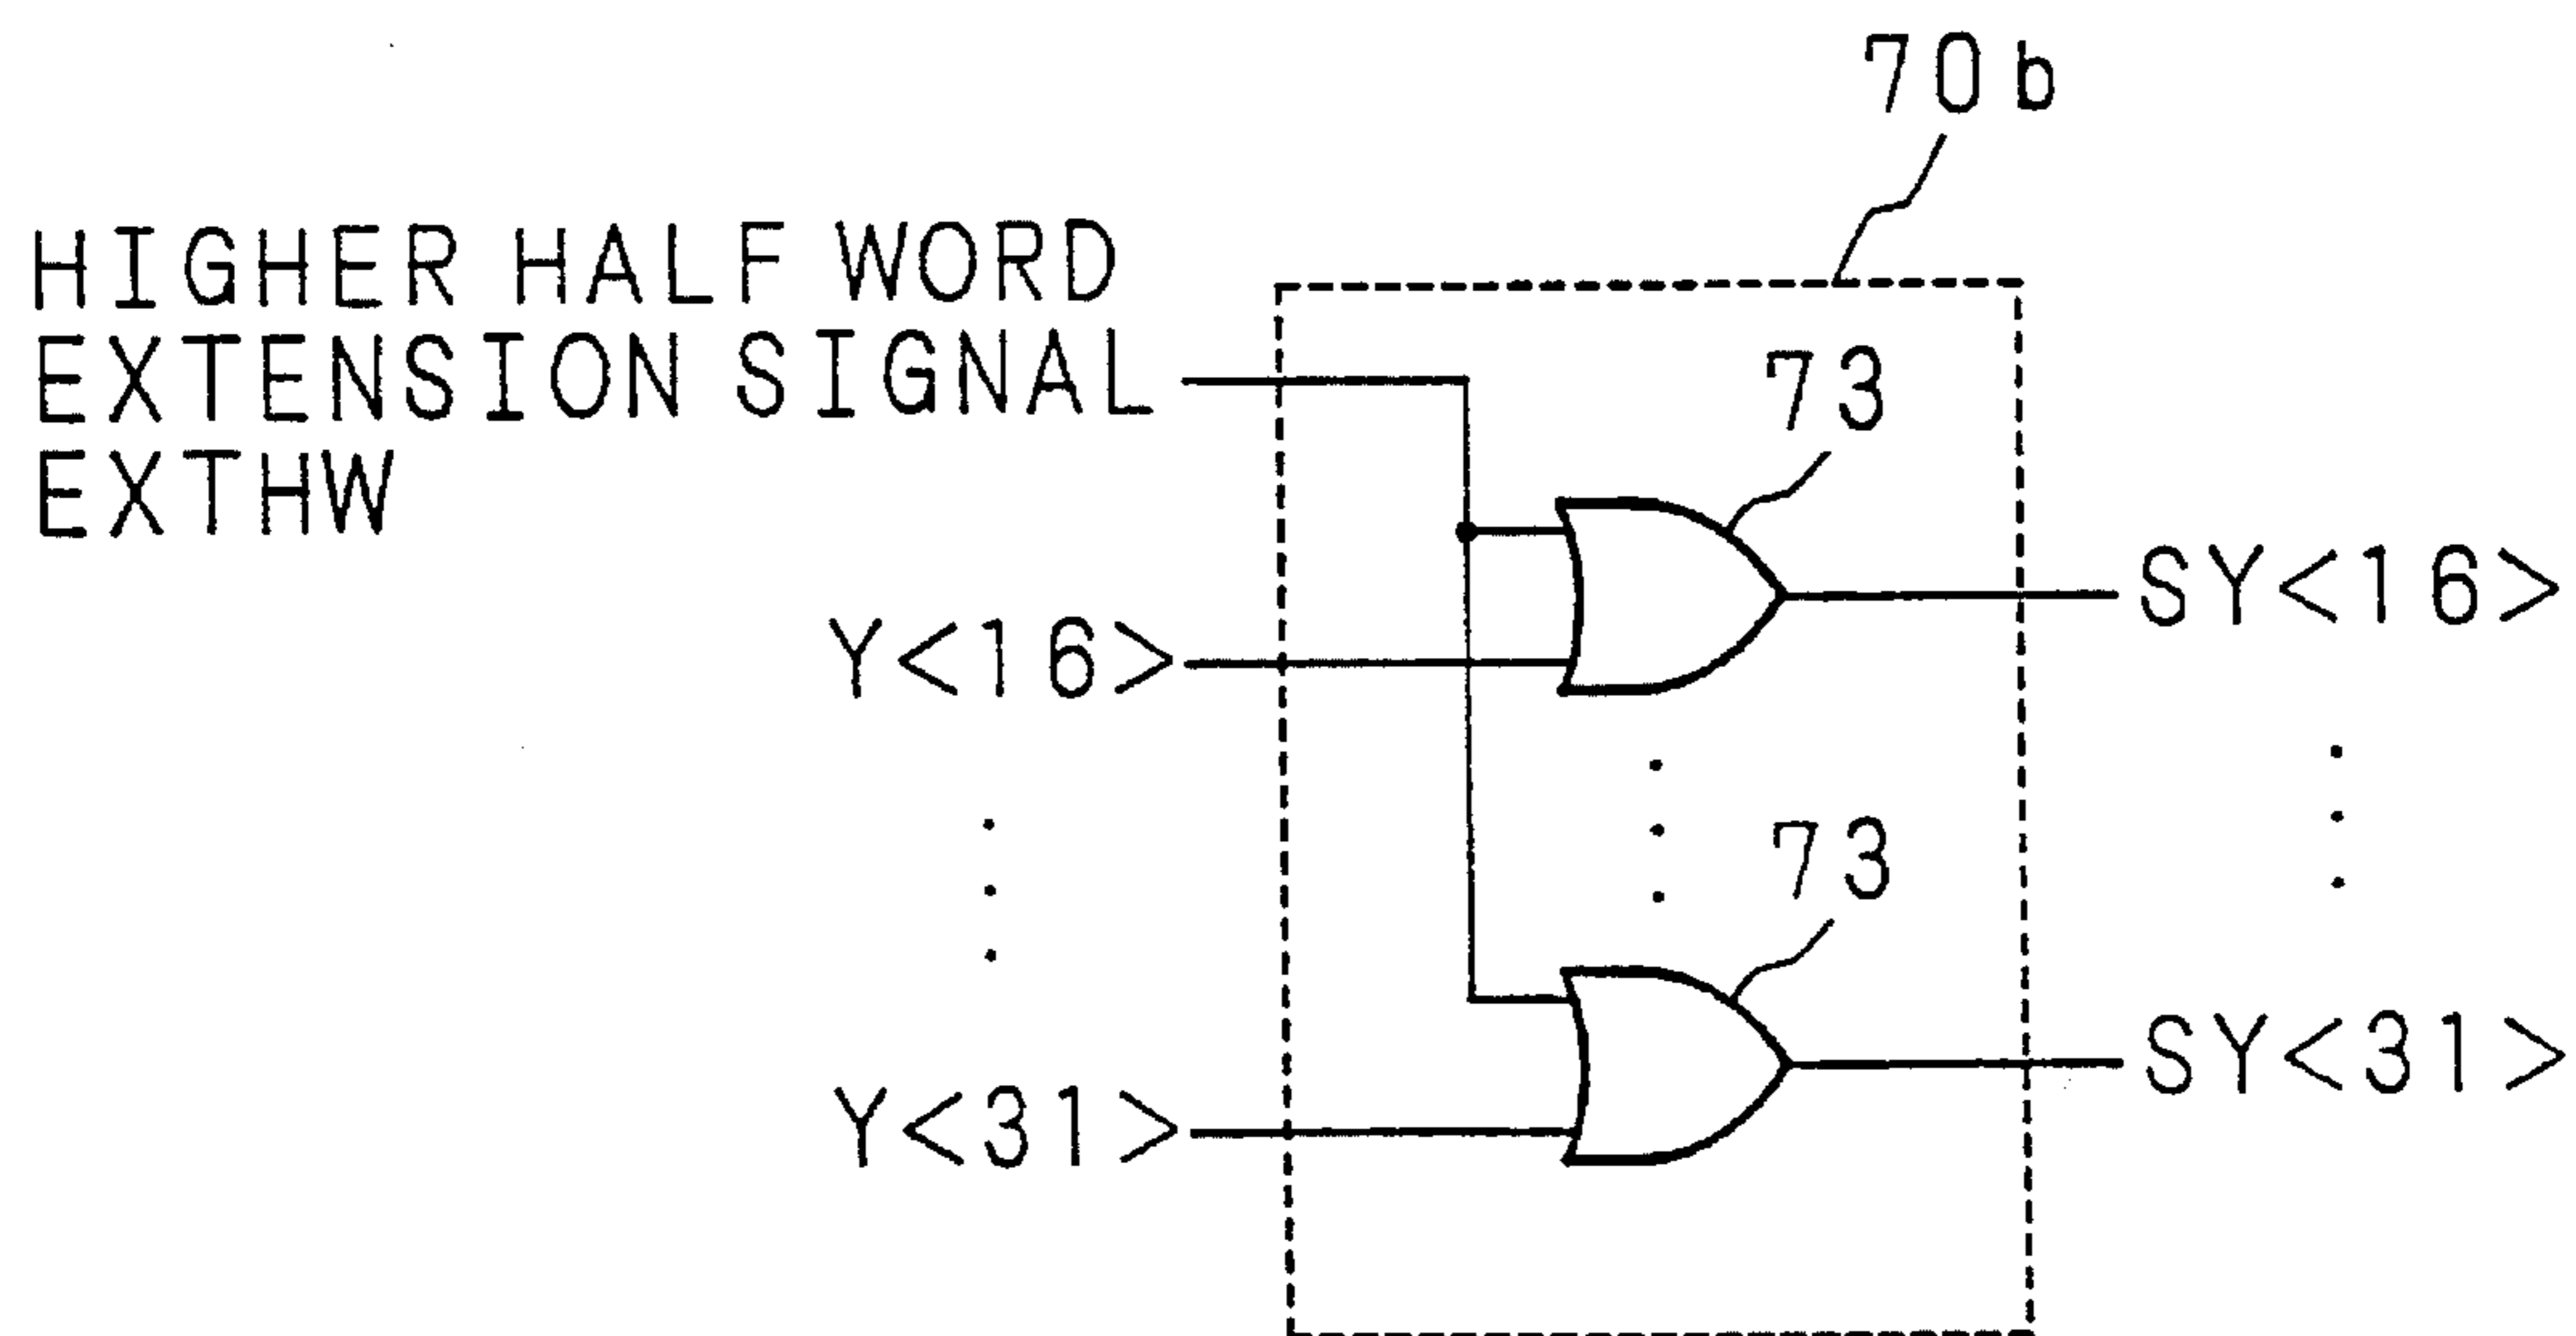 70b
HIGHER HALF WORD
EXTENSION SIGNAL
EXTHW
73
SY<16>
Y<16>
73
SY<31>
Y<31>